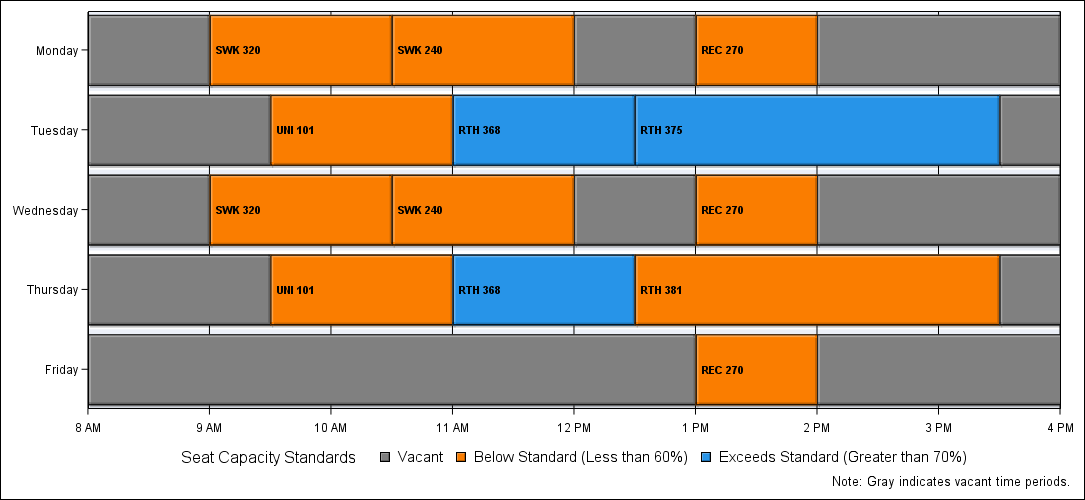 Monday
SWK 320
SWK 240
REC 270
Tuesday
UNI 101
RTH 368
RTH 375
Wednesday
SWK 320
SWK 240
REC 270
Thursday
UNI 101
RTH 368
RTH 381
Friday
REC 270
8 AM 9 AM 10 AM 11 AM 12 PM 1 PM 2 PM 3 PM 4 PM
Seat Capacity Standards Vacant Below Standard (Less than 60%) Exceeds Standard (Greater than 70%)
Note: Gray indicates vacant time periods.